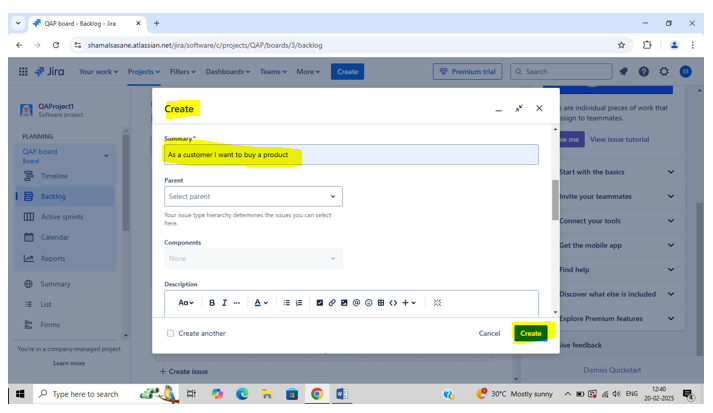 QAP board - Backlog - Jira
shamalsasane.atlassian.net/jira/software/c/projects/QAP/boards/3/backlog
Jira
Your work
Projects
Filters
Dashboards
Teams
More
Create
Premium trial
Search
SS
QAProject1
Software project
PLANNING
QAP board
Board
Timeline
Backlog
Active sprints
Calendar
Reports
Summary
List
Forms
You're in a company-managed project
Learn more
Create
Summary *
As a customer I want to buy a product
Parent
Select parent
Your issue type hierarchy determines the issues you can select
here.
Components
None
Description
Aa
B I ... A
Create another
Cancel
Create
+ Create issue
are individual pieces of work that
assign to teammates.
me
View issue tutorial
Start with the basics
Invite your teammates
Connect your tools
Get the mobile app
Find help
Discover what else is included
Explore Premium features
Give feedback
Dismiss Quickstart
Type here to search
30°C Mostly sunny
ENG
12:40
20-02-2025